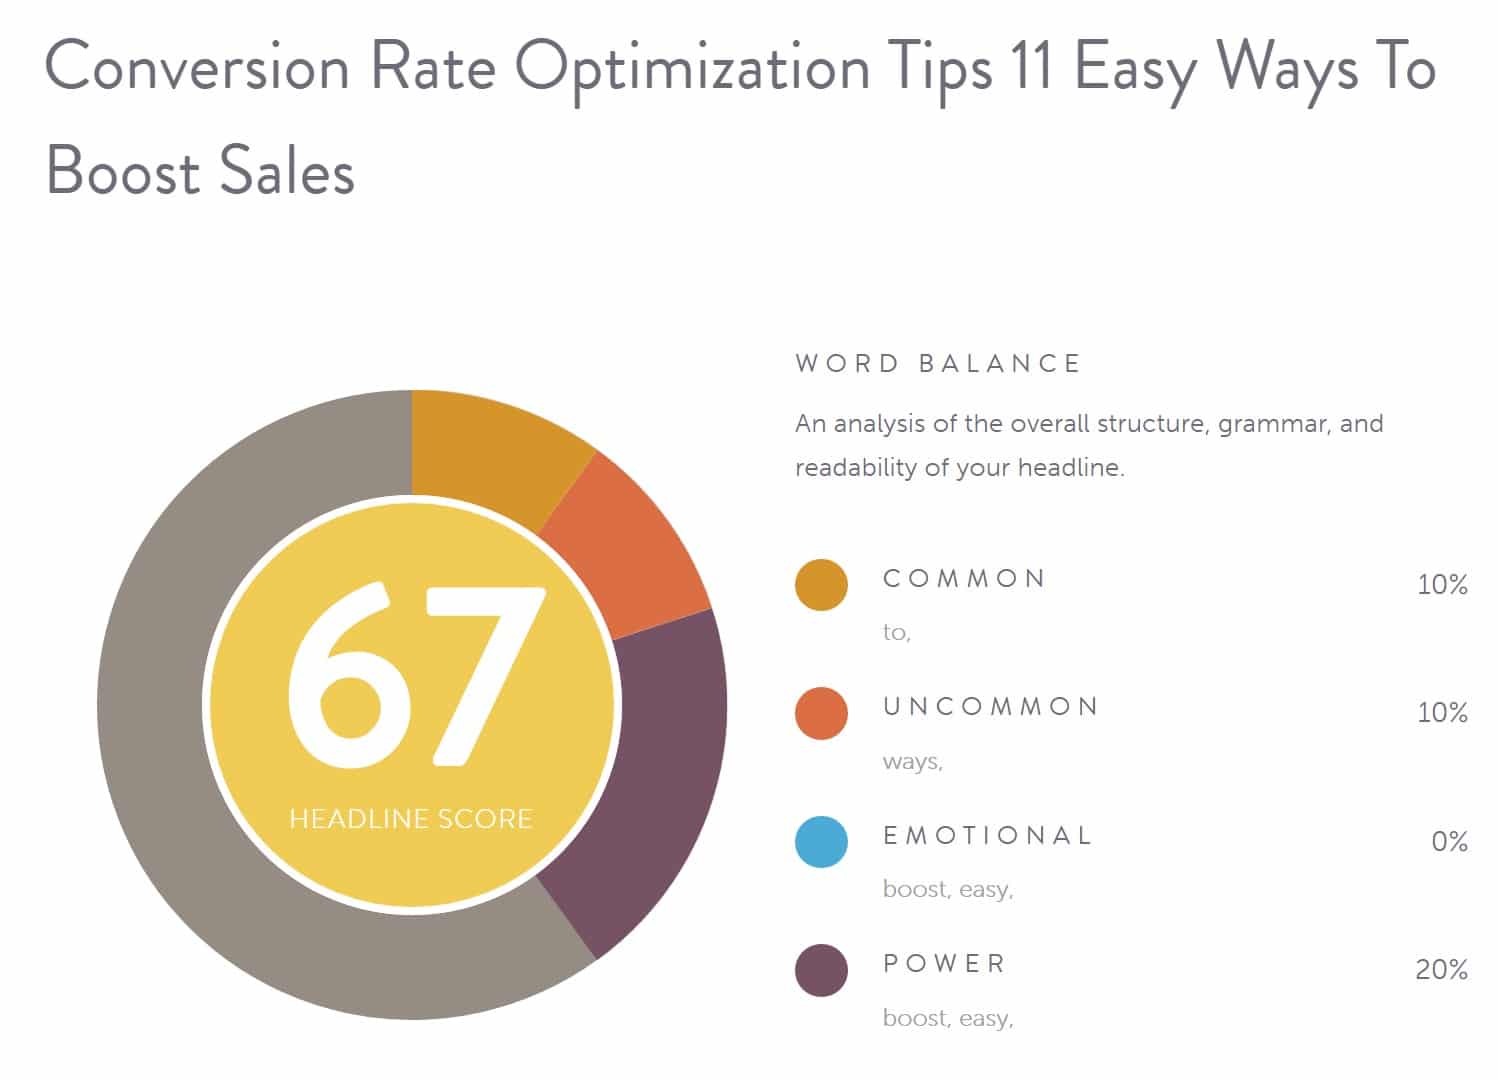 Conversion Rate Optimization Tips 11 Easy Ways To
Boost Sales
WORD BALANCE
An analysis of the overall structure, grammar, and
readability of your headline.
67
HEADLINE SCORE
COMMON 10%
to,
UNCOMMON 10%
ways,
EMOTIONAL 0%
boost, easy,
POWER 20%
boost, easy,